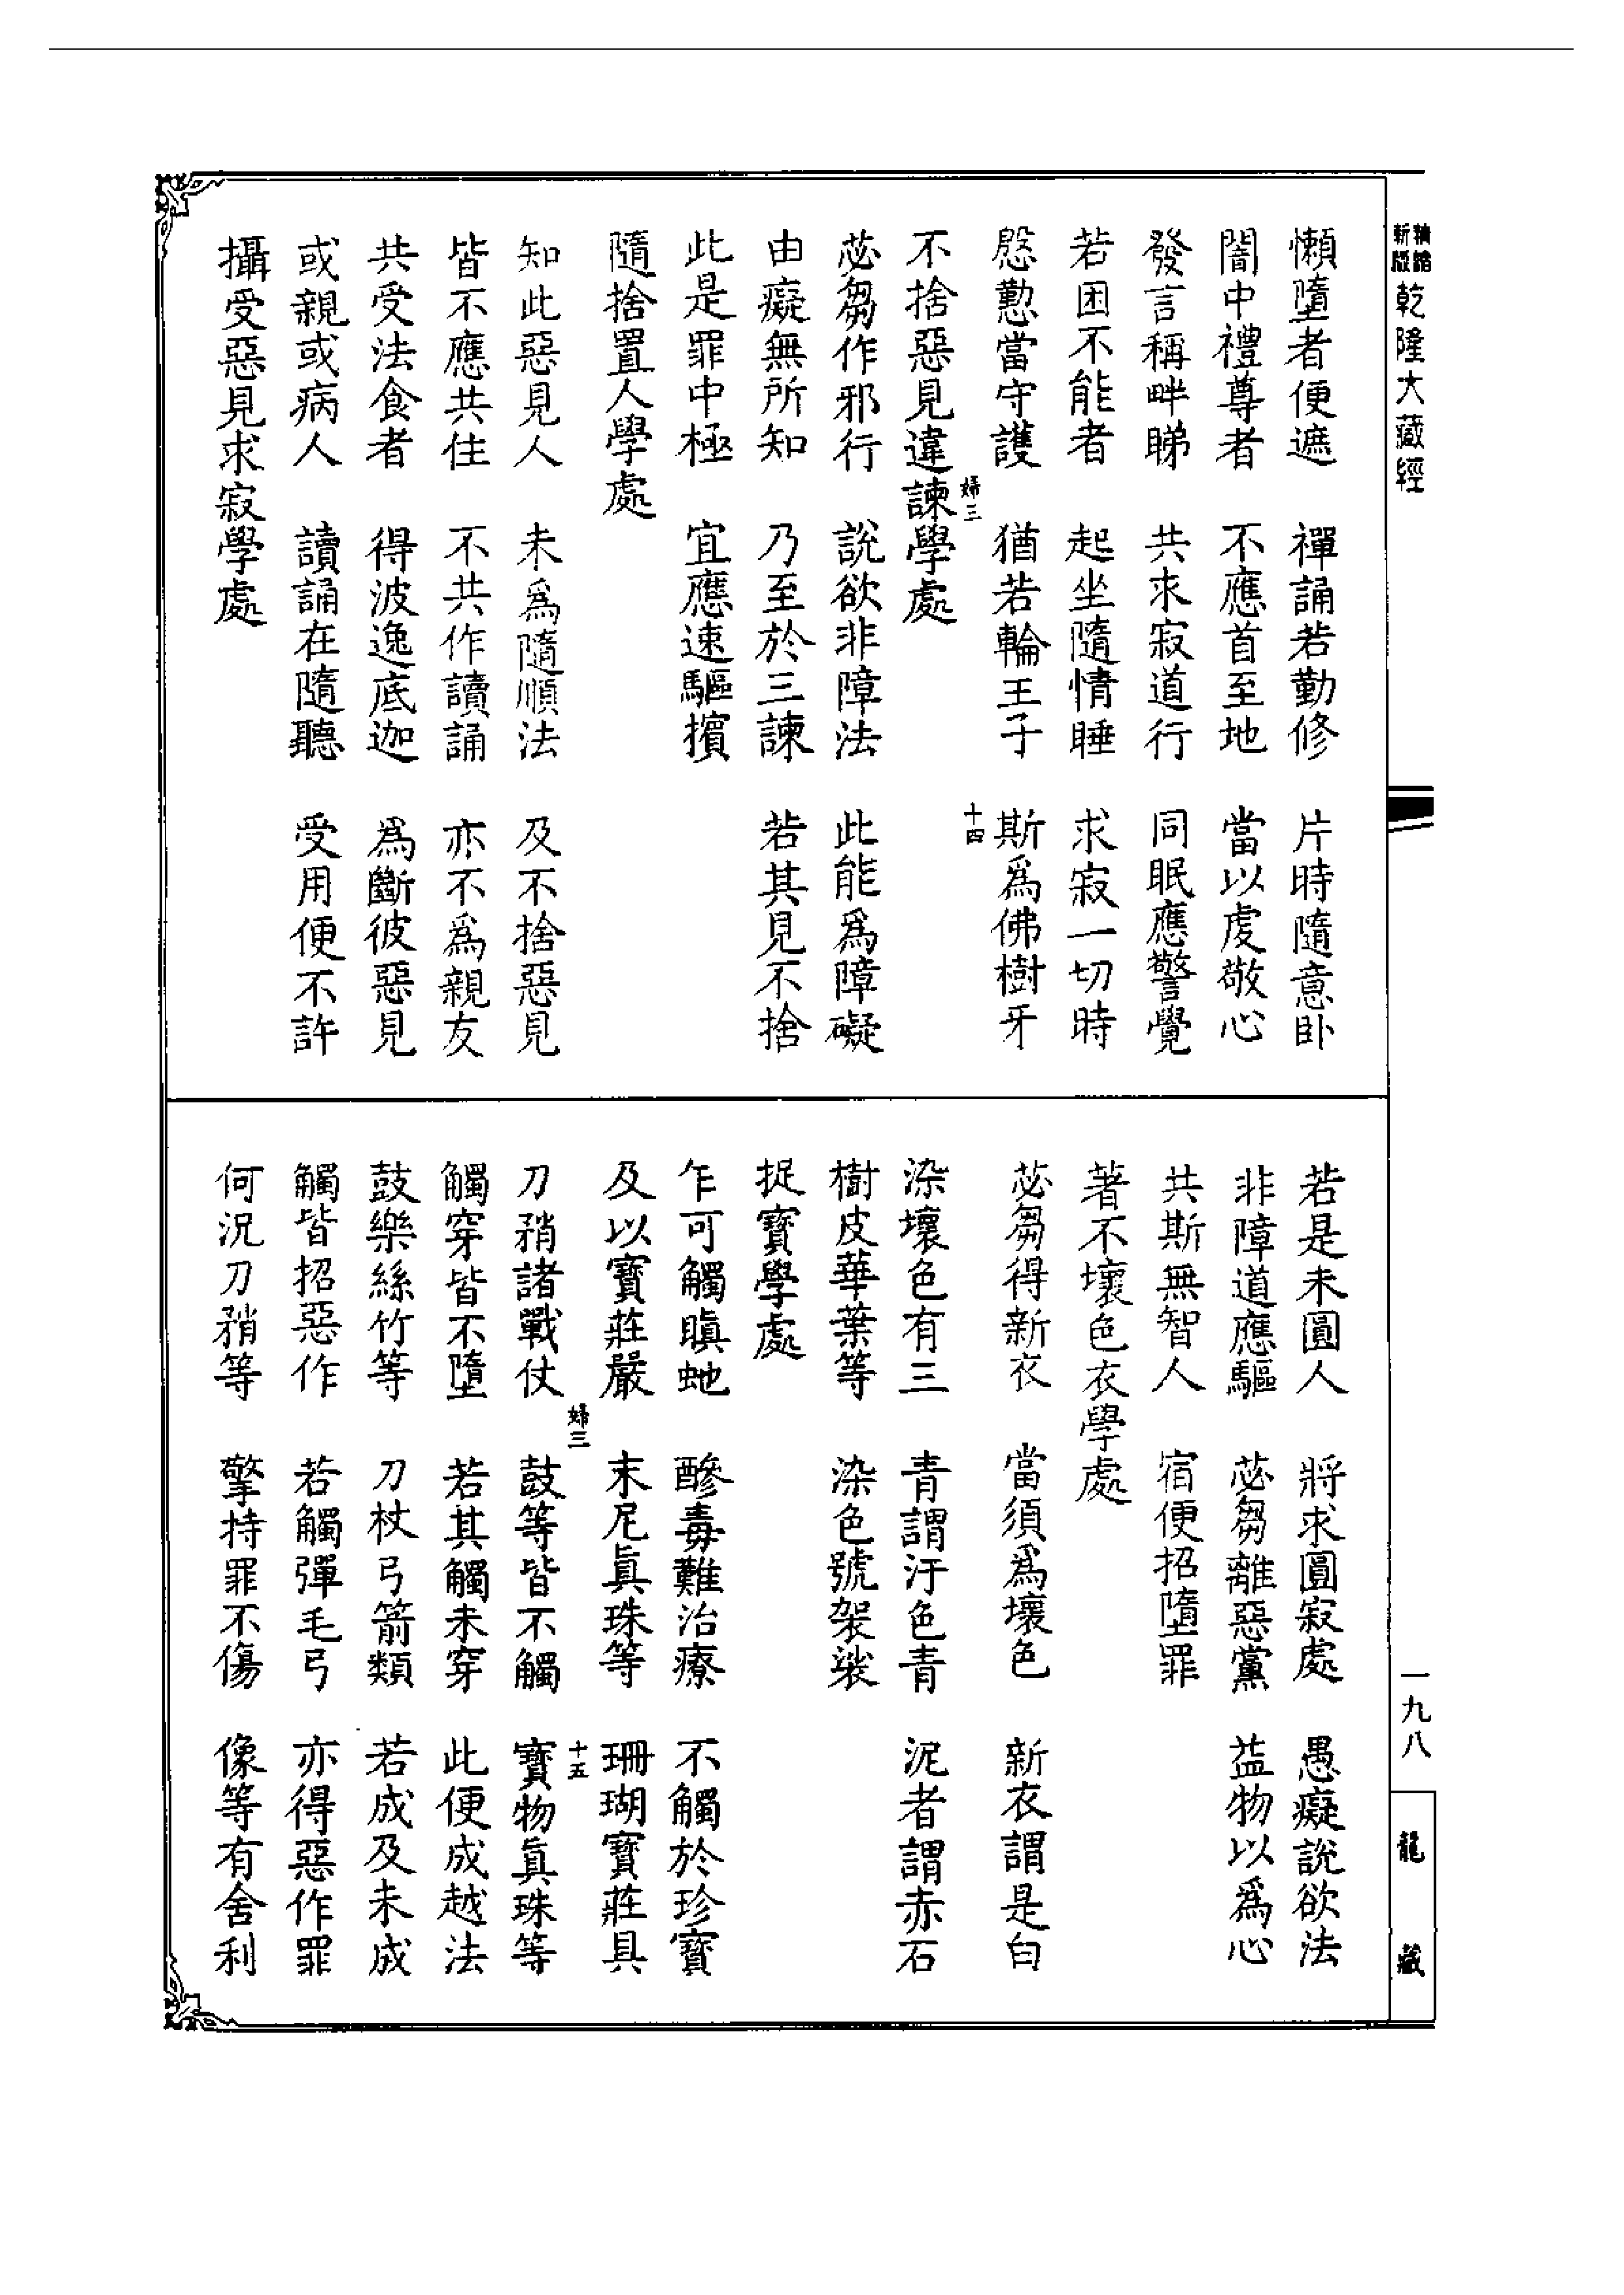 新版精縮乾隆大藏經
懶墮者便遮　禪誦若勤修　片時隨意卧
闇中禮尊者　不應首至地　當以虔敬心
發言稱畔睇　共求寂道行　同眠應警覺
若困不能者　起坐隨情睡　求寂一切時
慇懃當守護　猶若輪王子　斯爲佛樹牙
婦三　十四
不捨惡見違諫學處
苾芻作邪行　說欲非障法　此能爲障礙
由癡無所知　乃至於三諫　若其見不捨
此是罪中極　宜應速驅擯
隨捨置人學處
知此惡見人　未爲隨順法　及不捨惡見
皆不應共住　不共作讀誦　亦不爲親友
共受法食者　得波逸底迦　爲斷彼惡見
或親或病人　讀誦在隨聽　受用便不許
攝受惡見求寂學處
若是未圓人　將求圓寂處　愚癡說欲法
非障道應驅　苾芻離惡黨　益物以爲心
共斯無智人　宿便招墮罪
著不壞色衣學處
苾芻得新衣　當須爲壞色　新衣謂是白
染壞色有三　青謂汙色青　泥者謂赤石
樹皮華葉等　染色號袈裟
捉寶學處
乍可觸瞋虵　醦毒難治療　不觸於珍寶
及以寶莊嚴　末尼眞珠等　珊瑚寶莊具
婦三　十五
刀矟諸戰仗　鼓等皆不觸　寶物眞珠等
觸穿皆不墮　若其觸未穿　此便成越法
鼓樂絲竹等　刀杖弓箭類　若成及未成
觸皆招惡作　若觸彈毛弓　亦得惡作罪
何況刀矟等　擎持罪不傷　像等有舍利
一九八
龍藏